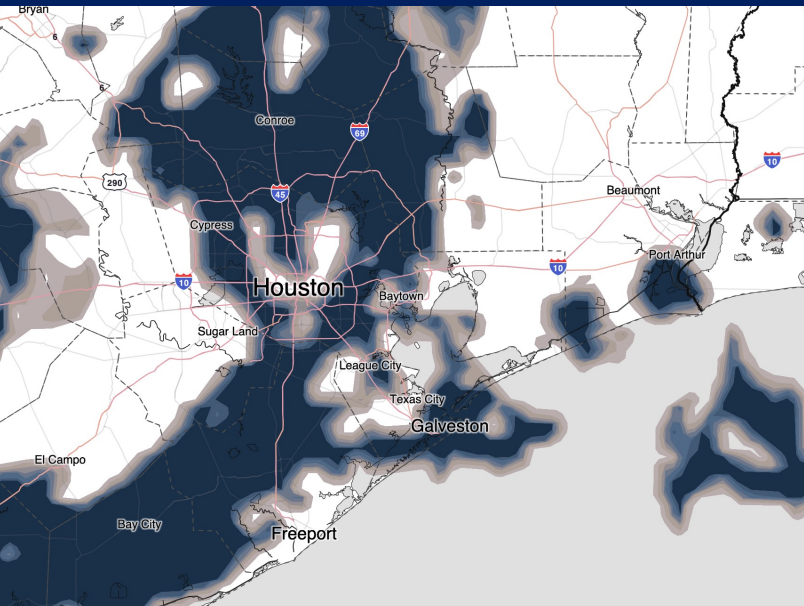 Bryan
6
6
Conroe
69
290
45
10
Beaumont
Cypress
Port Arthur
10
10
Houston
Baytown
Sugar Land
League City
Texas City
Galveston
El Campo
Bay City
Freeport